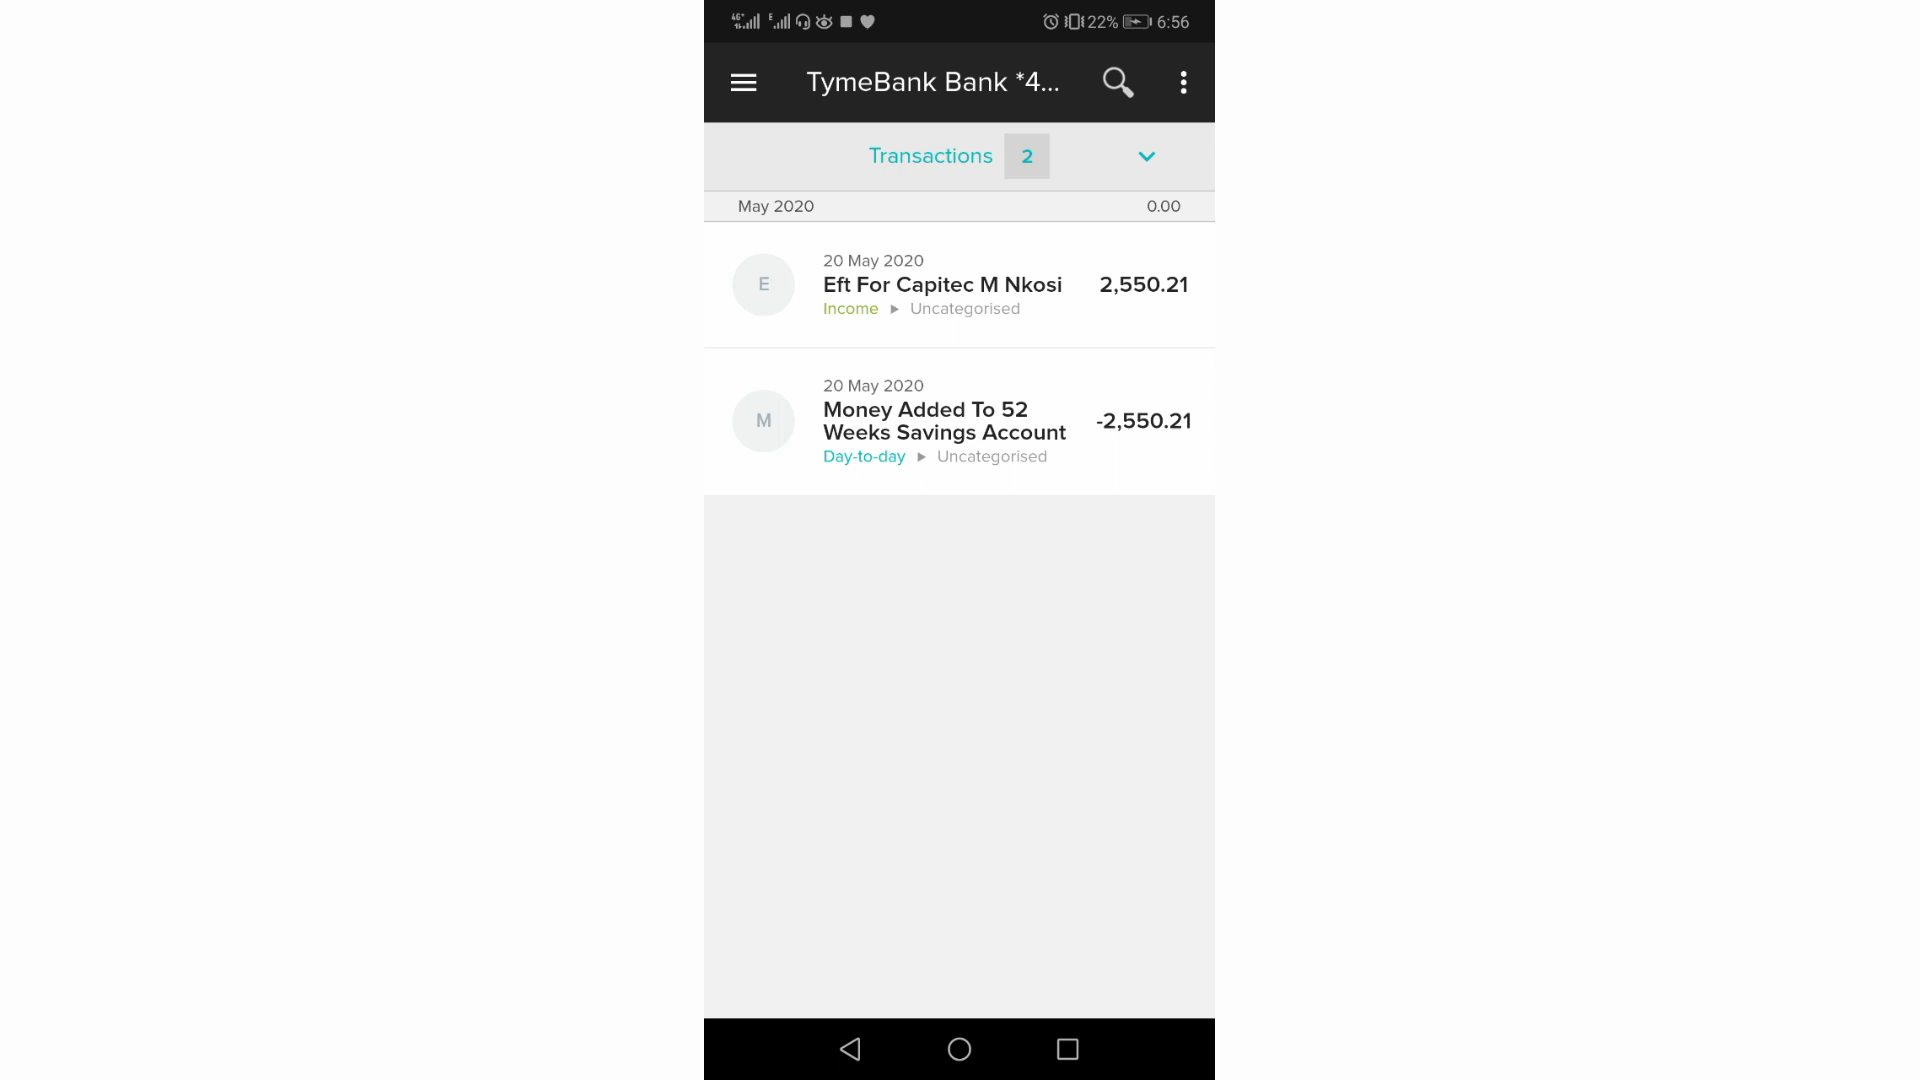 4G+ E 22% 6:56
TymeBank Bank *4...
Transactions 2
May 2020 0.00
20 May 2020
E Eft For Capitec M Nkosi 2,550.21
Income ▶ Uncategorised
20 May 2020
Money Added To 52
M -2,550.21
Weeks Savings Account
Day-to-day ▶ Uncategorised